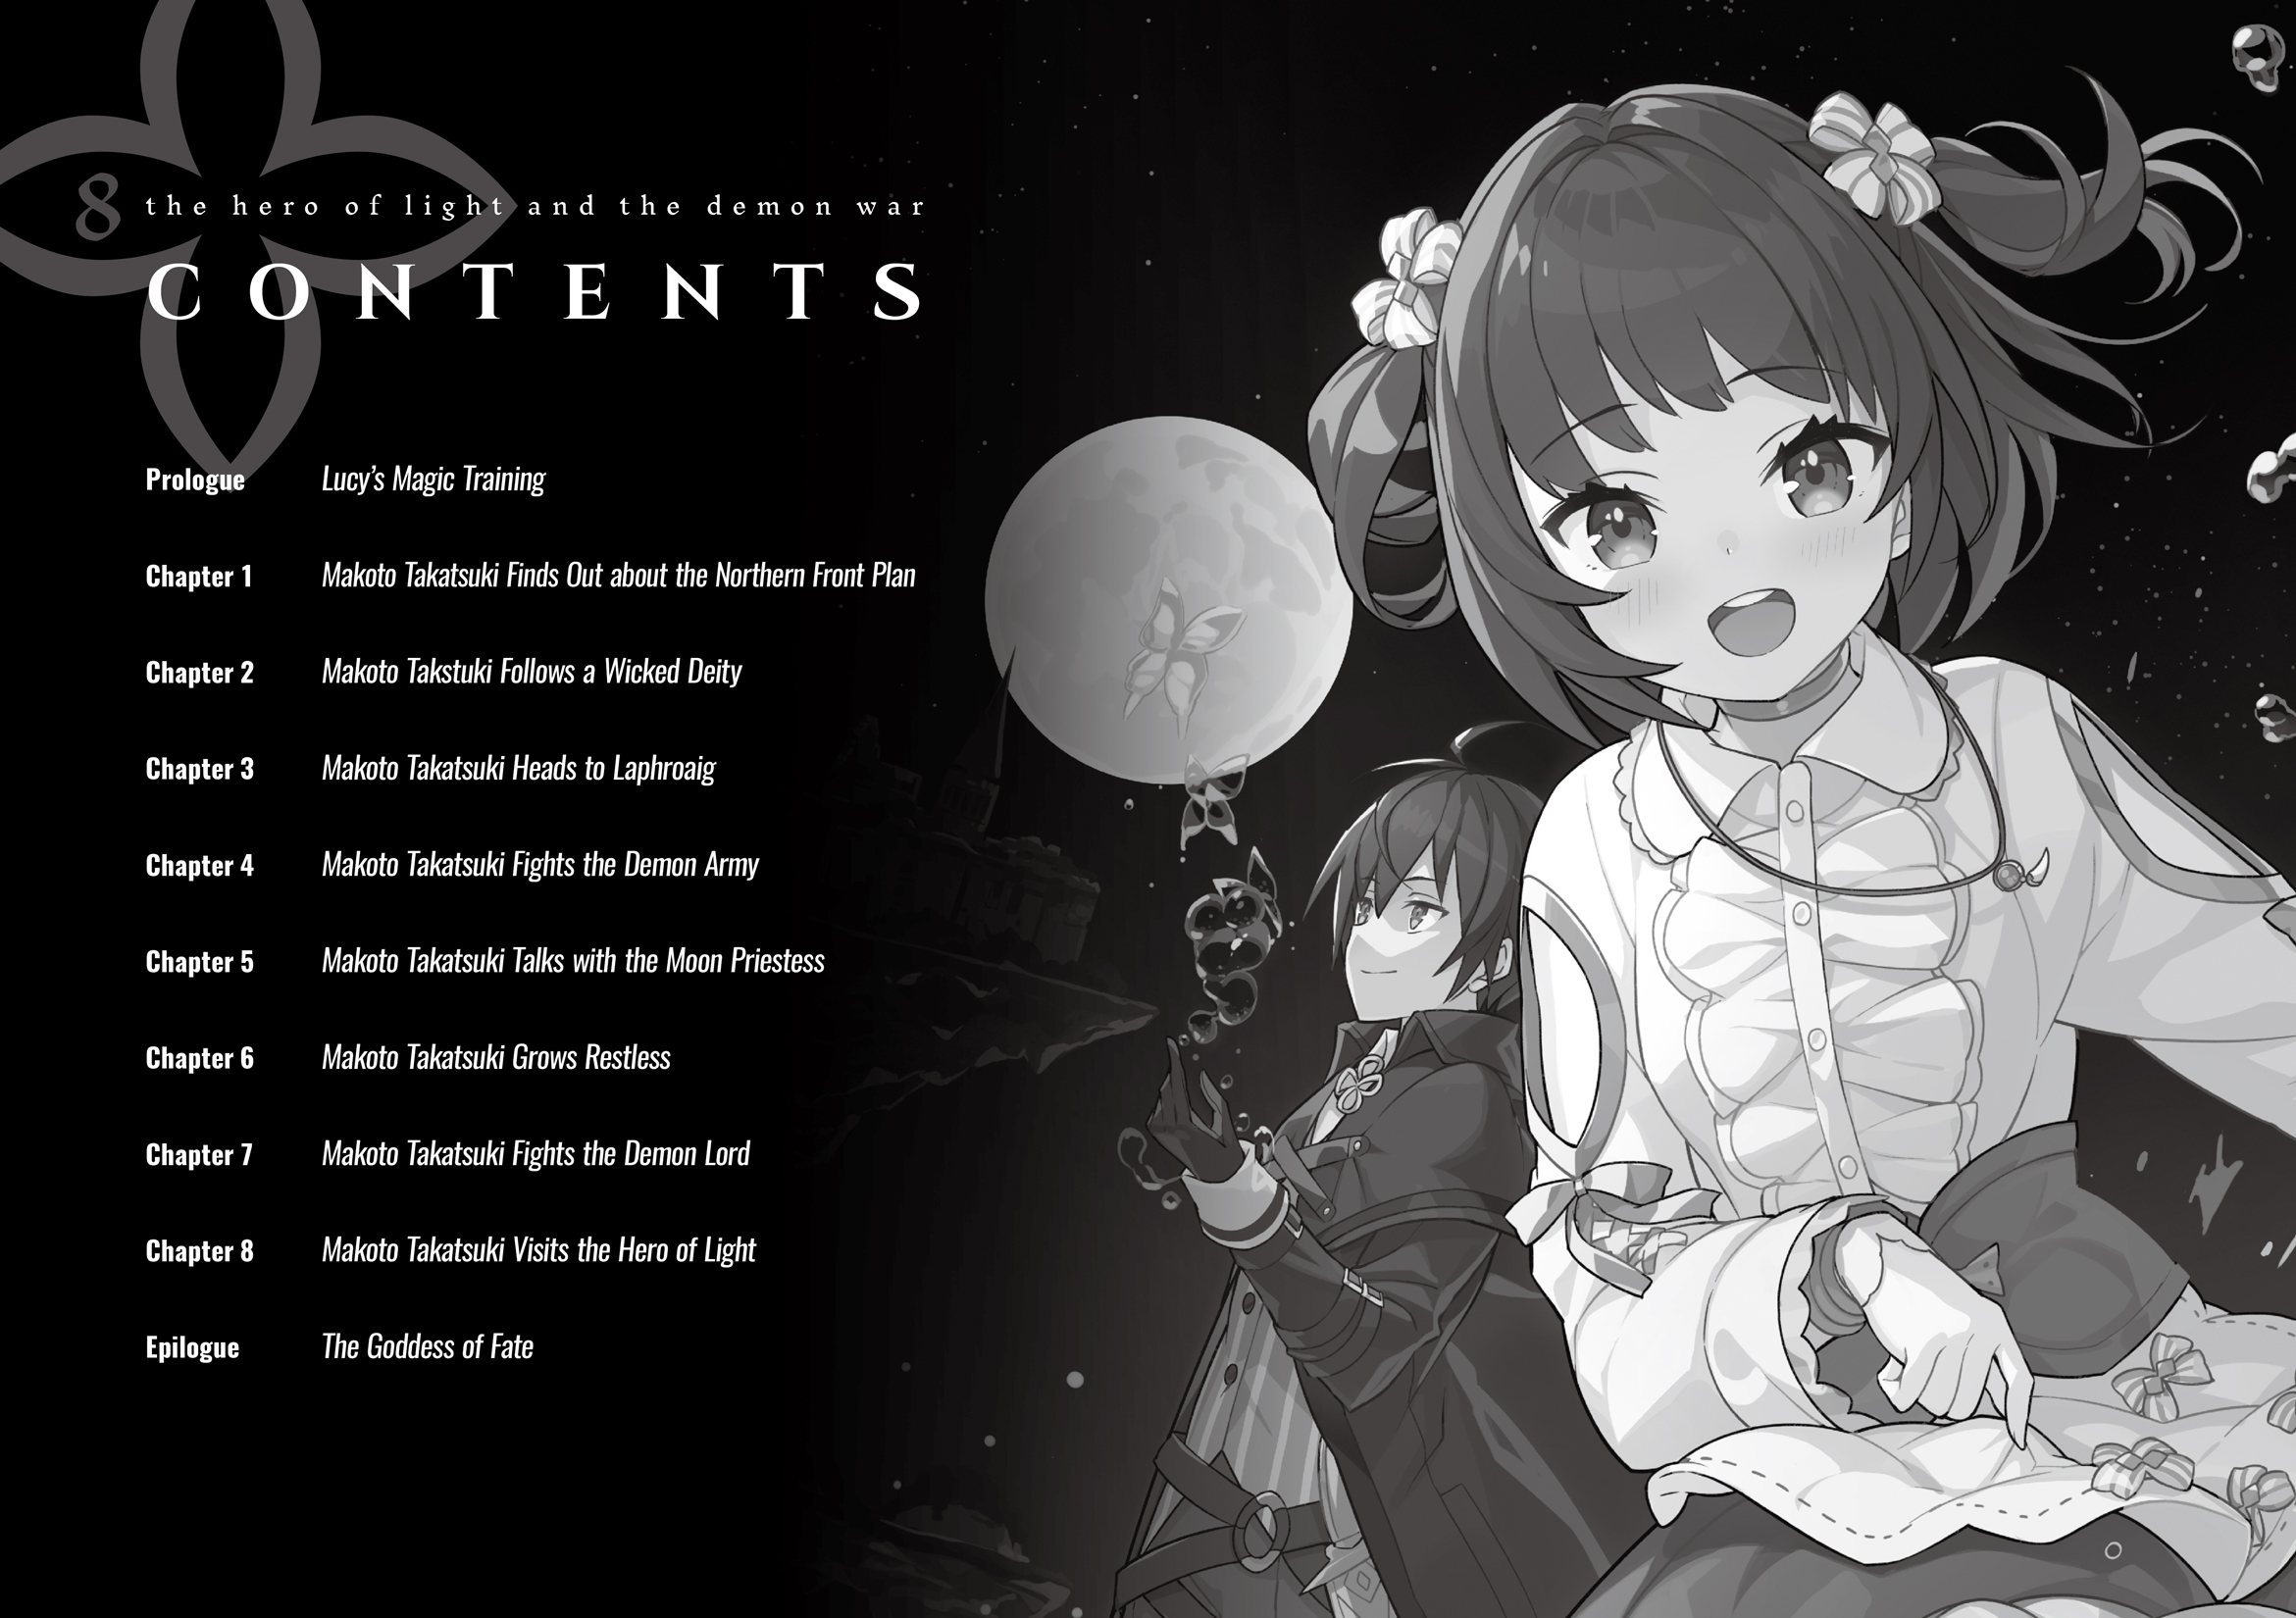 8 the hero of light and the demon war
CONTENTS
Prologue Lucy's Magic Training
Chapter 1 Makoto Takatsuki Finds Out about the Northern Front Plan
Chapter 2 Makoto Takstuki Follows a Wicked Deity
Chapter 3 Makoto Takatsuki Heads to Laphroaig
Chapter 4 Makoto Takatsuki Fights the Demon Army
Chapter 5 Makoto Takatsuki Talks with the Moon Priestess
Chapter 6 Makoto Takatsuki Grows Restless
Chapter 7 Makoto Takatsuki Fights the Demon Lord
Chapter 8 Makoto Takatsuki Visits the Hero of Light
Epilogue The Goddess of Fate